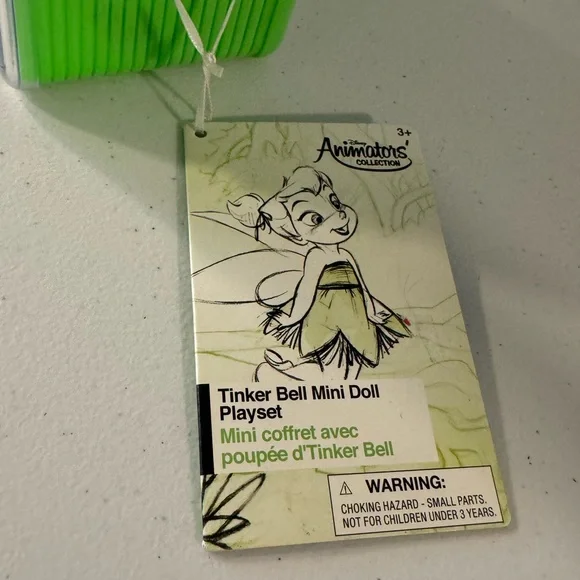 3+
Disney
Animators'
COLLECTION
Tinker Bell Mini Doll
Playset
Mini coffret avec
poupée d'Tinker Bell
⚠ WARNING:
CHOKING HAZARD - SMALL PARTS.
NOT FOR CHILDREN UNDER 3 YEARS.